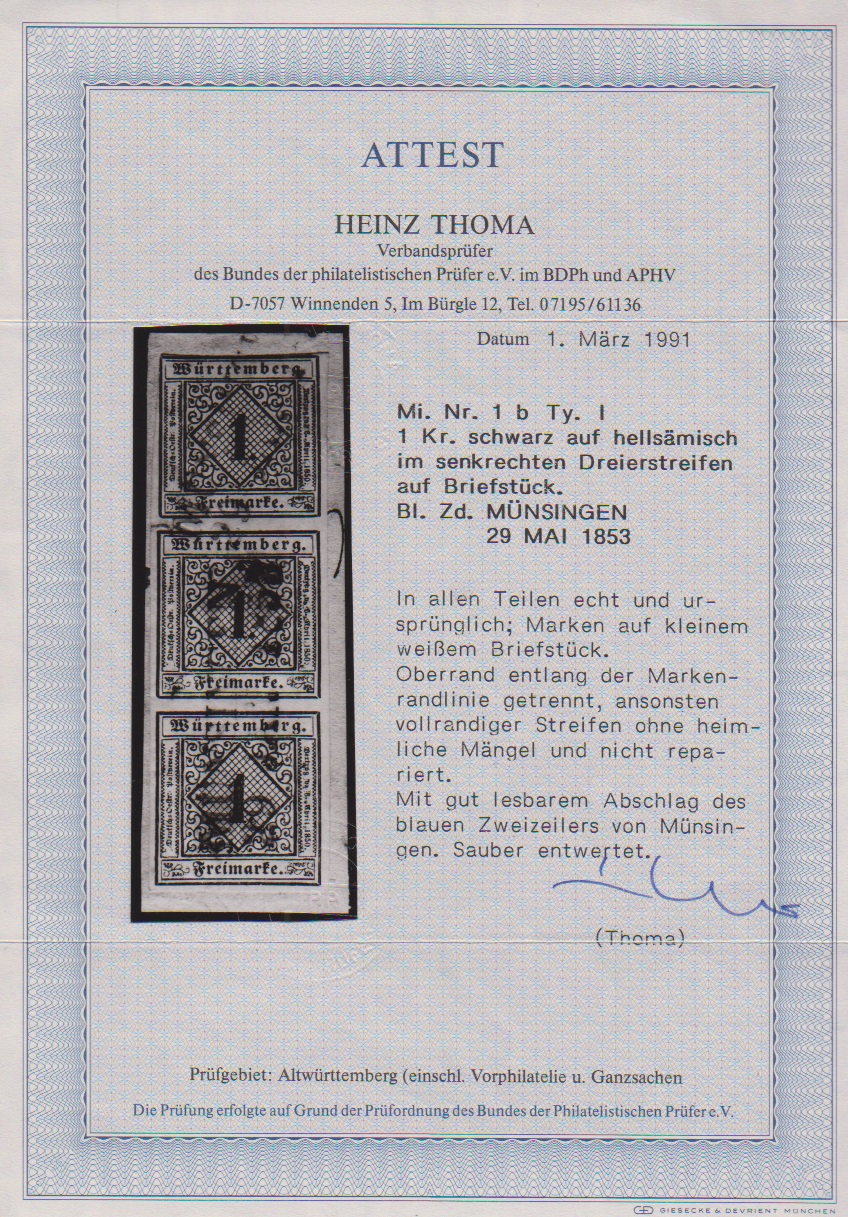 ATTEST
HEINZ THOMA
Verbandsprüfer
des Bundes der philatelistischen Prüfer e.V. im BDPh und APHV
D-7057 Winnenden 5, Im Bürgle 12, Tel. 07195/61136
Datum 1. März 1991
Mi. Nr. 1 b Ty. I
1 Kr. schwarz auf hellsämisch
im senkrechten Dreierstreifen
auf Briefstück.
Bl. Zd. MÜNSINGEN
29 MAI 1853
In allen Teilen echt und ur-
sprünglich; Marken auf kleinem
weißem Briefstück.
Oberrand entlang der Marken-
randlinie getrennt, ansonsten
vollrandiger Streifen ohne heim-
liche Mängel und nicht repa-
riert.
Mit gut lesbarem Abschlag des
blauen Zweizeilers von Münsin-
gen. Sauber entwertet.
(Thoma)
Württemberg.
1
Freimarke.
Württemberg.
1
Freimarke.
Württemberg.
1
Freimarke.
Prüfgebiet: Altwürttemberg (einschl. Vorphilatelie u. Ganzsachen
Die Prüfung erfolgte auf Grund der Prüfordnung des Bundes der Philatelistischen Prüfer e.V.
GIESECKE & DEVRIENT MÜNCHEN